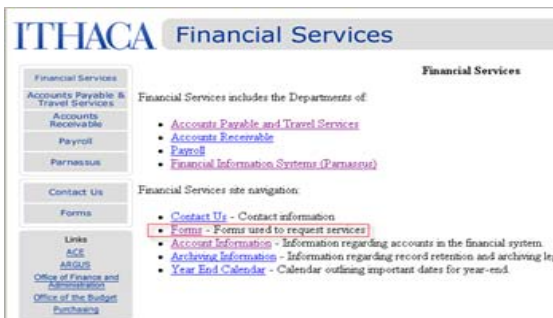 ITHACA Financial Services
Financial Services
Accounts Payable &
Travel Services
Accounts
Receivable
Payroll
Parnassus
Contact Us
Forms
Links
ACE
ARGUS
Office of Finance and
Administration
Office of the Budget
Purchasing
Financial Services
Financial Services includes the Departments of:
Accounts Payable and Travel Services
Accounts Receivable
Payroll
Financial Information Systems (Parnassus)
Financial Services site navigation:
Contact Us - Contact information
Forms - Forms used to request services
Account Information - Information regarding accounts in the financial system.
Archiving Information - Information regarding record retention and archiving le
Year End Calendar - Calendar outlining important dates for year-end.